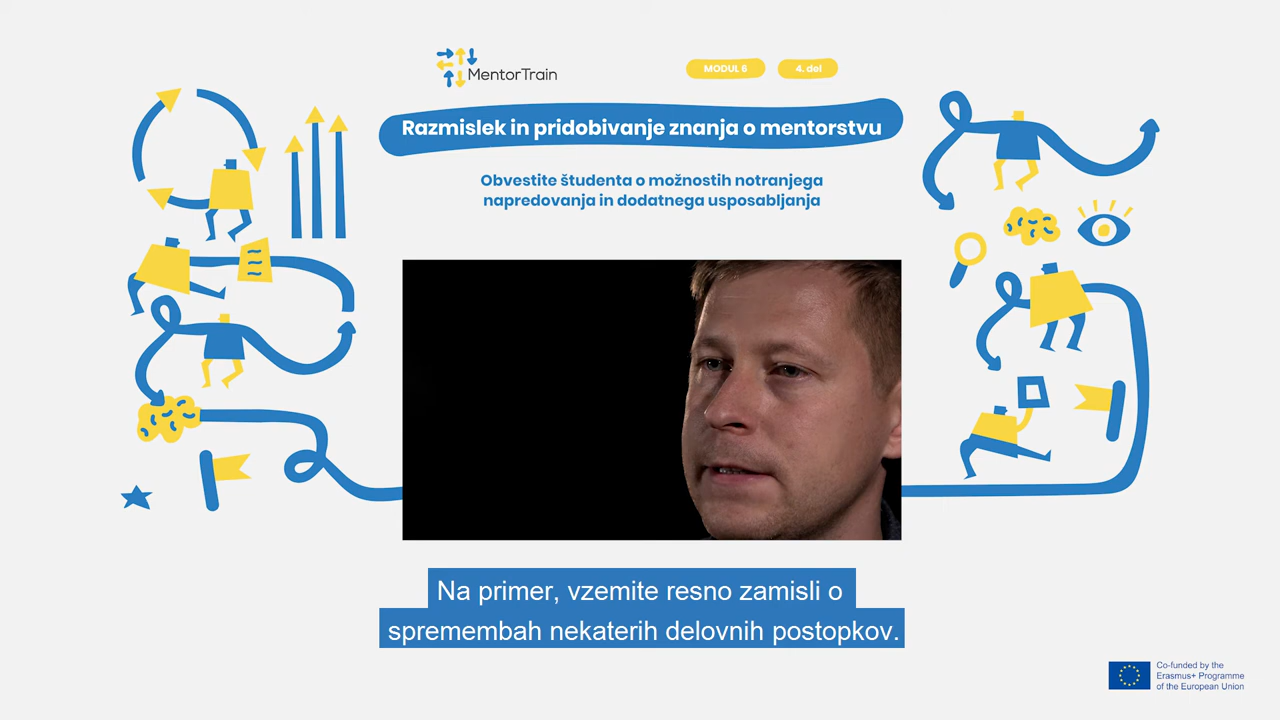 MentorTrain
MODUL 6
4. del
Razmislek in pridobivanje znanja o mentorstvu
Obvestite študenta o možnostih notranjega
napredovanja in dodatnega usposabljanja
Na primer, vzemite resno zamisli o
spremembah nekaterih delovnih postopkov.
Co-funded by the
Erasmus+ Programme
of the European Union